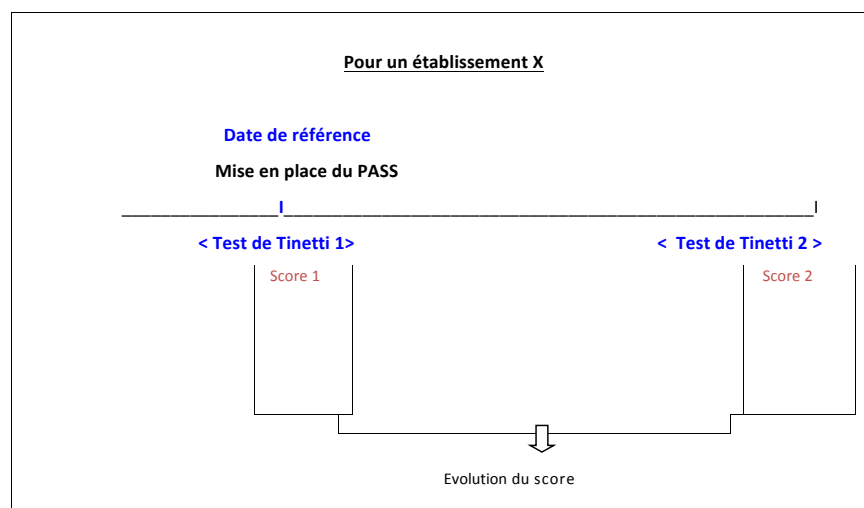 Pour un établissement X
Date de référence
Mise en place du PASS
< Test de Tinetti 1>
< Test de Tinetti 2 >
Score 1
Score 2
Evolution du score